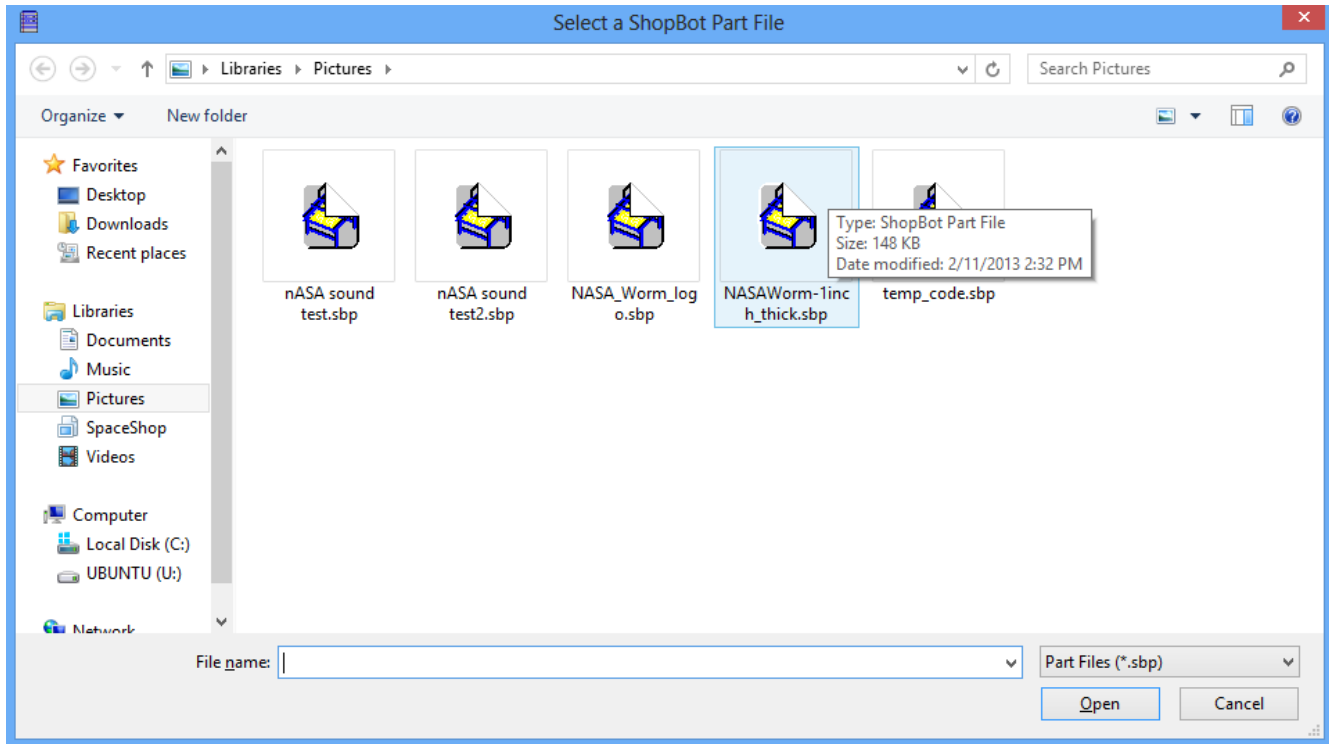 Select a ShopBot Part File
Libraries Pictures
Search Pictures
Organize New folder
Favorites
Desktop
Downloads
Recent places
Libraries
Documents
Music
Pictures
SpaceShop
Videos
Computer
Local Disk (C:)
UBUNTU (U:)
Network
nASA sound
test.sbp
nASA sound
test2.sbp
NASA_Worm_log
o.sbp
NASAWorm-1inc
h_thick.sbp
temp_code.sbp
Type: ShopBot Part File
Size: 148 KB
Date modified: 2/11/2013 2:32 PM
File name:
Part Files (*.sbp)
Open Cancel